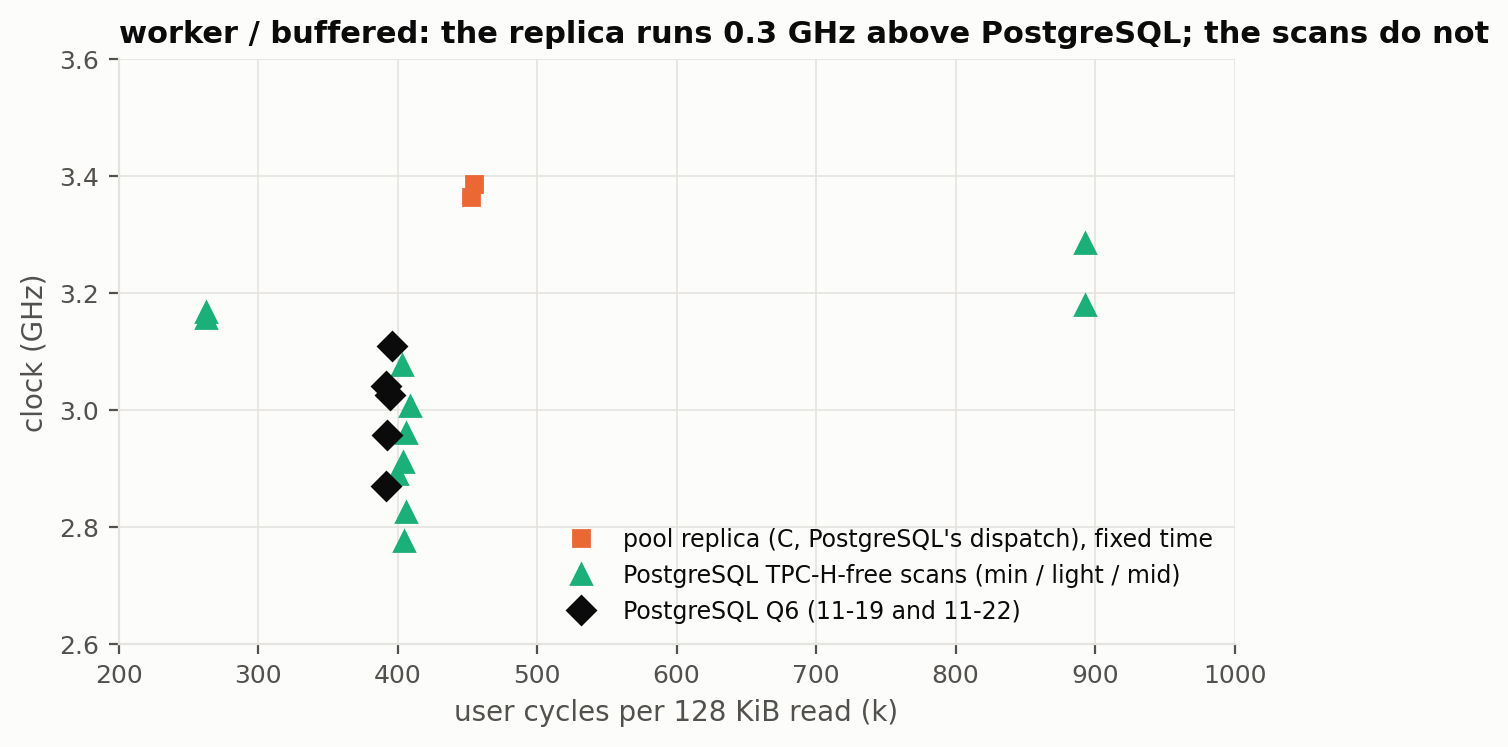 worker / buffered: the replica runs 0.3 GHz above PostgreSQL; the scans do not
3.6
3.4
3.2
3.0
2.8
2.6
clock (GHz)
pool replica (C, PostgreSQL's dispatch), fixed time
PostgreSQL TPC-H-free scans (min / light / mid)
PostgreSQL Q6 (11-19 and 11-22)
200 300 400 500 600 700 800 900 1000
user cycles per 128 KiB read (k)